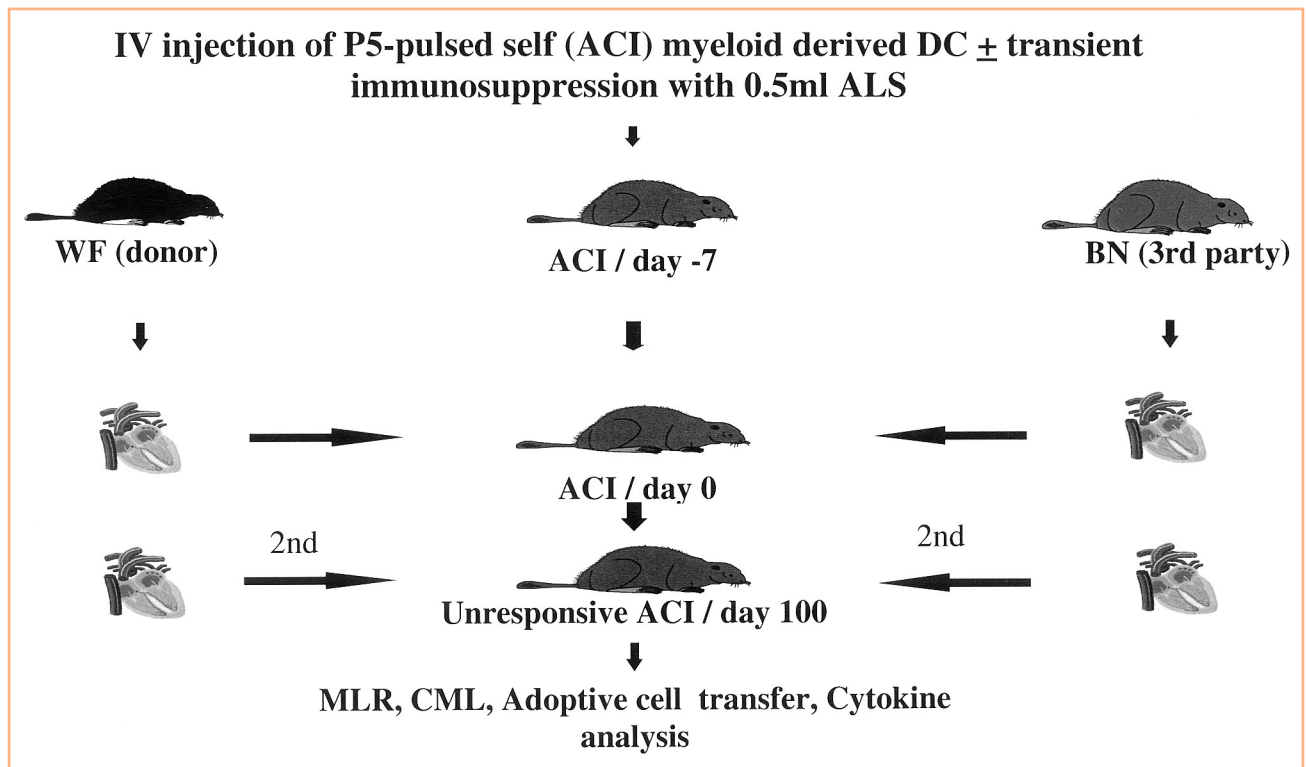 IV injection of P5-pulsed self (ACI) myeloid derived DC ± transient
immunosuppression with 0.5ml ALS
WF (donor)
ACI / day -7
BN (3rd party)
ACI / day 0
2nd
2nd
Unresponsive ACI / day 100
MLR, CML, Adoptive cell transfer, Cytokine
analysis